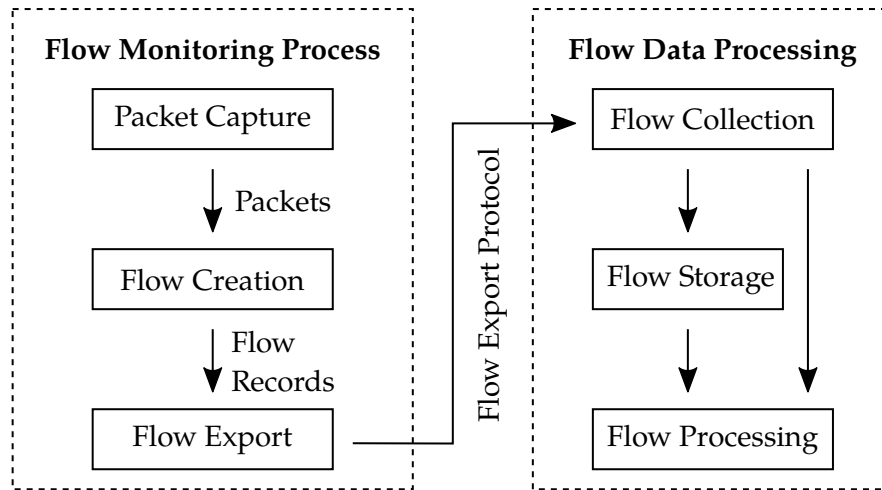 Flow Monitoring Process
Packet Capture
Packets
Flow Creation
Flow
Records
Flow Export
Flow Export Protocol
Flow Data Processing
Flow Collection
Flow Storage
Flow Processing